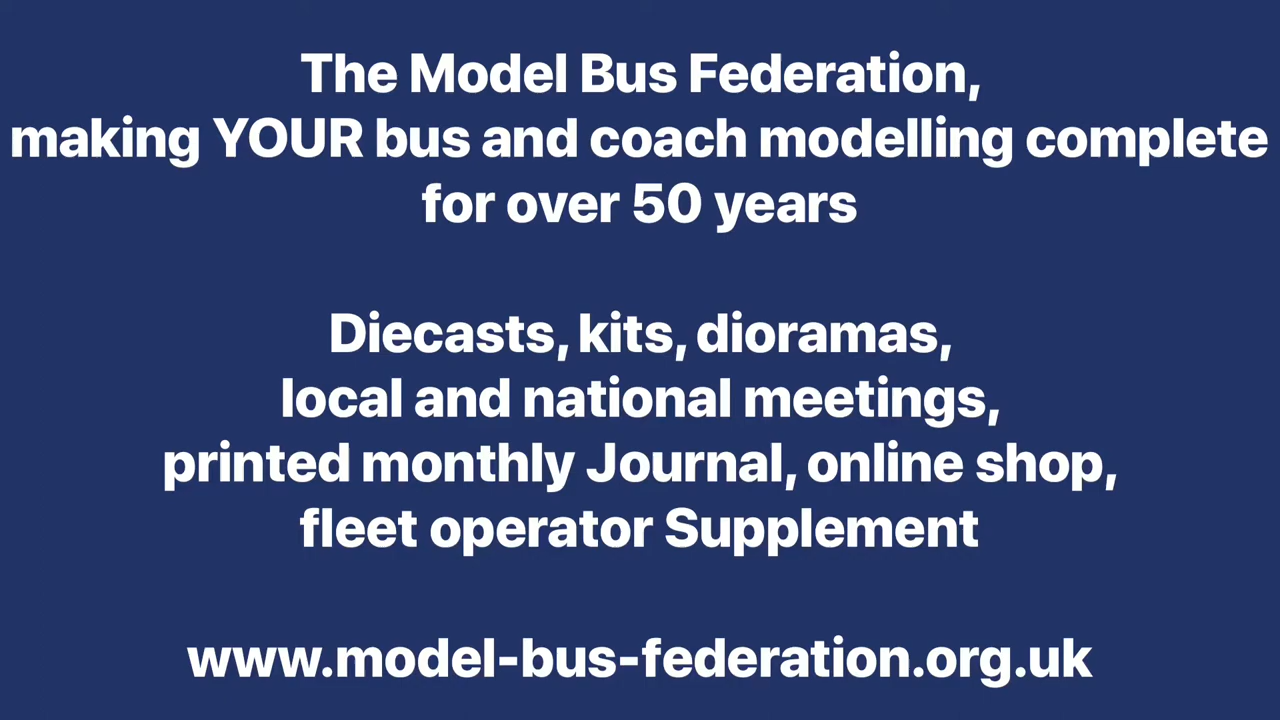 The Model Bus Federation,
making YOUR bus and coach modelling complete
for over 50 years
Diecasts, kits, dioramas,
local and national meetings,
printed monthly Journal, online shop,
fleet operator Supplement
www.model-bus-federation.org.uk